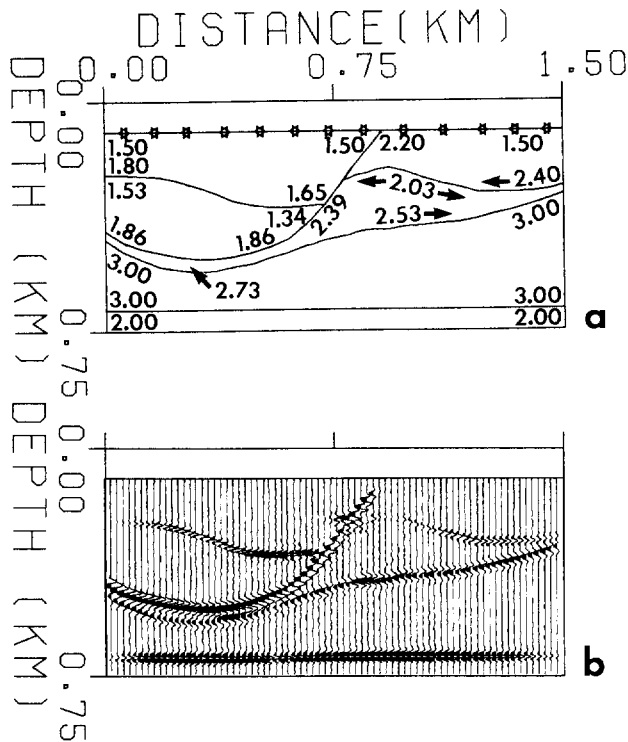 DISTANCE(KM)
0.00 0.75 1.50
DEPTH (KM)
0.00
0.75
1.50 1.50 2.20 1.50
1.80
1.53 1.65 2.03 2.40
1.34 2.39 2.53 3.00
1.86 1.86
3.00 2.73
3.00 3.00
2.00 2.00
a
DEPTH (KM)
0.00
0.75
b